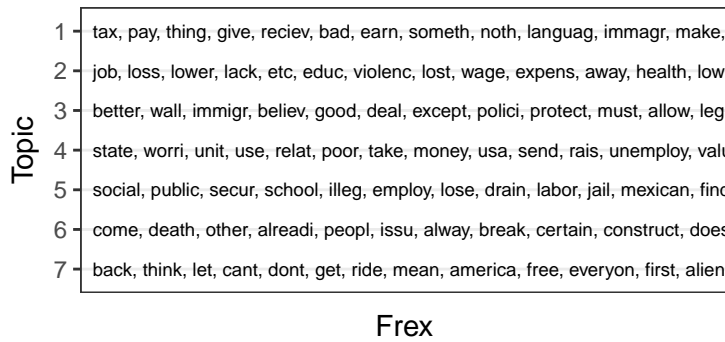 Topic
1 tax, pay, thing, give, reciev, bad, earn, someth, noth, languag, immagr, make,
2 job, loss, lower, lack, etc, educ, violenc, lost, wage, expens, away, health, low
3 better, wall, immigr, believ, good, deal, except, polici, protect, must, allow, leg
4 state, worri, unit, use, relat, poor, take, money, usa, send, rais, unemploy, valu
5 social, public, secur, school, illeg, employ, lose, drain, labor, jail, mexican, find
6 come, death, other, alreadi, peopl, issu, alway, break, certain, construct, does
7 back, think, let, cant, dont, get, ride, mean, america, free, everyon, first, alien
Frex